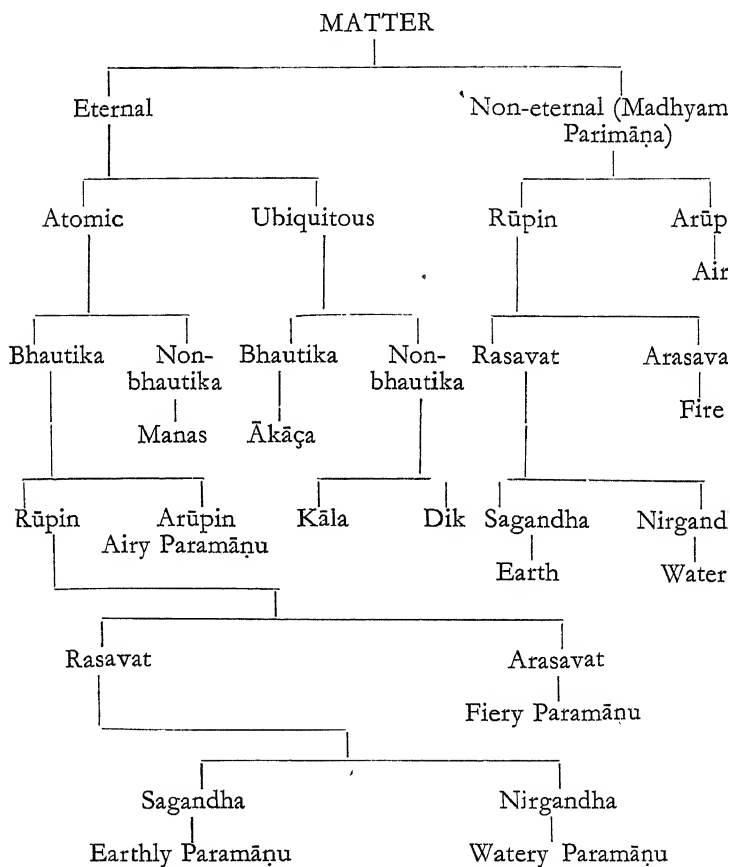 MATTER
Eternal
Non-eternal (Madhyam
Parimāṇa)
Atomic Ubiquitous Rūpin Arūp
Air
Bhautika Non- Bhautika Non- Rasavat Arasava
bhautika bhautika
Fire
Manas Ākāça
Rūpin Arūpin Kāla Dik Sagandha Nirgand
Airy Paramāṇu
Earth Water
Rasavat Arasavat
Fiery Paramāṇu
Sagandha Nirgandha
Earthly Paramāṇu Watery Paramāṇu